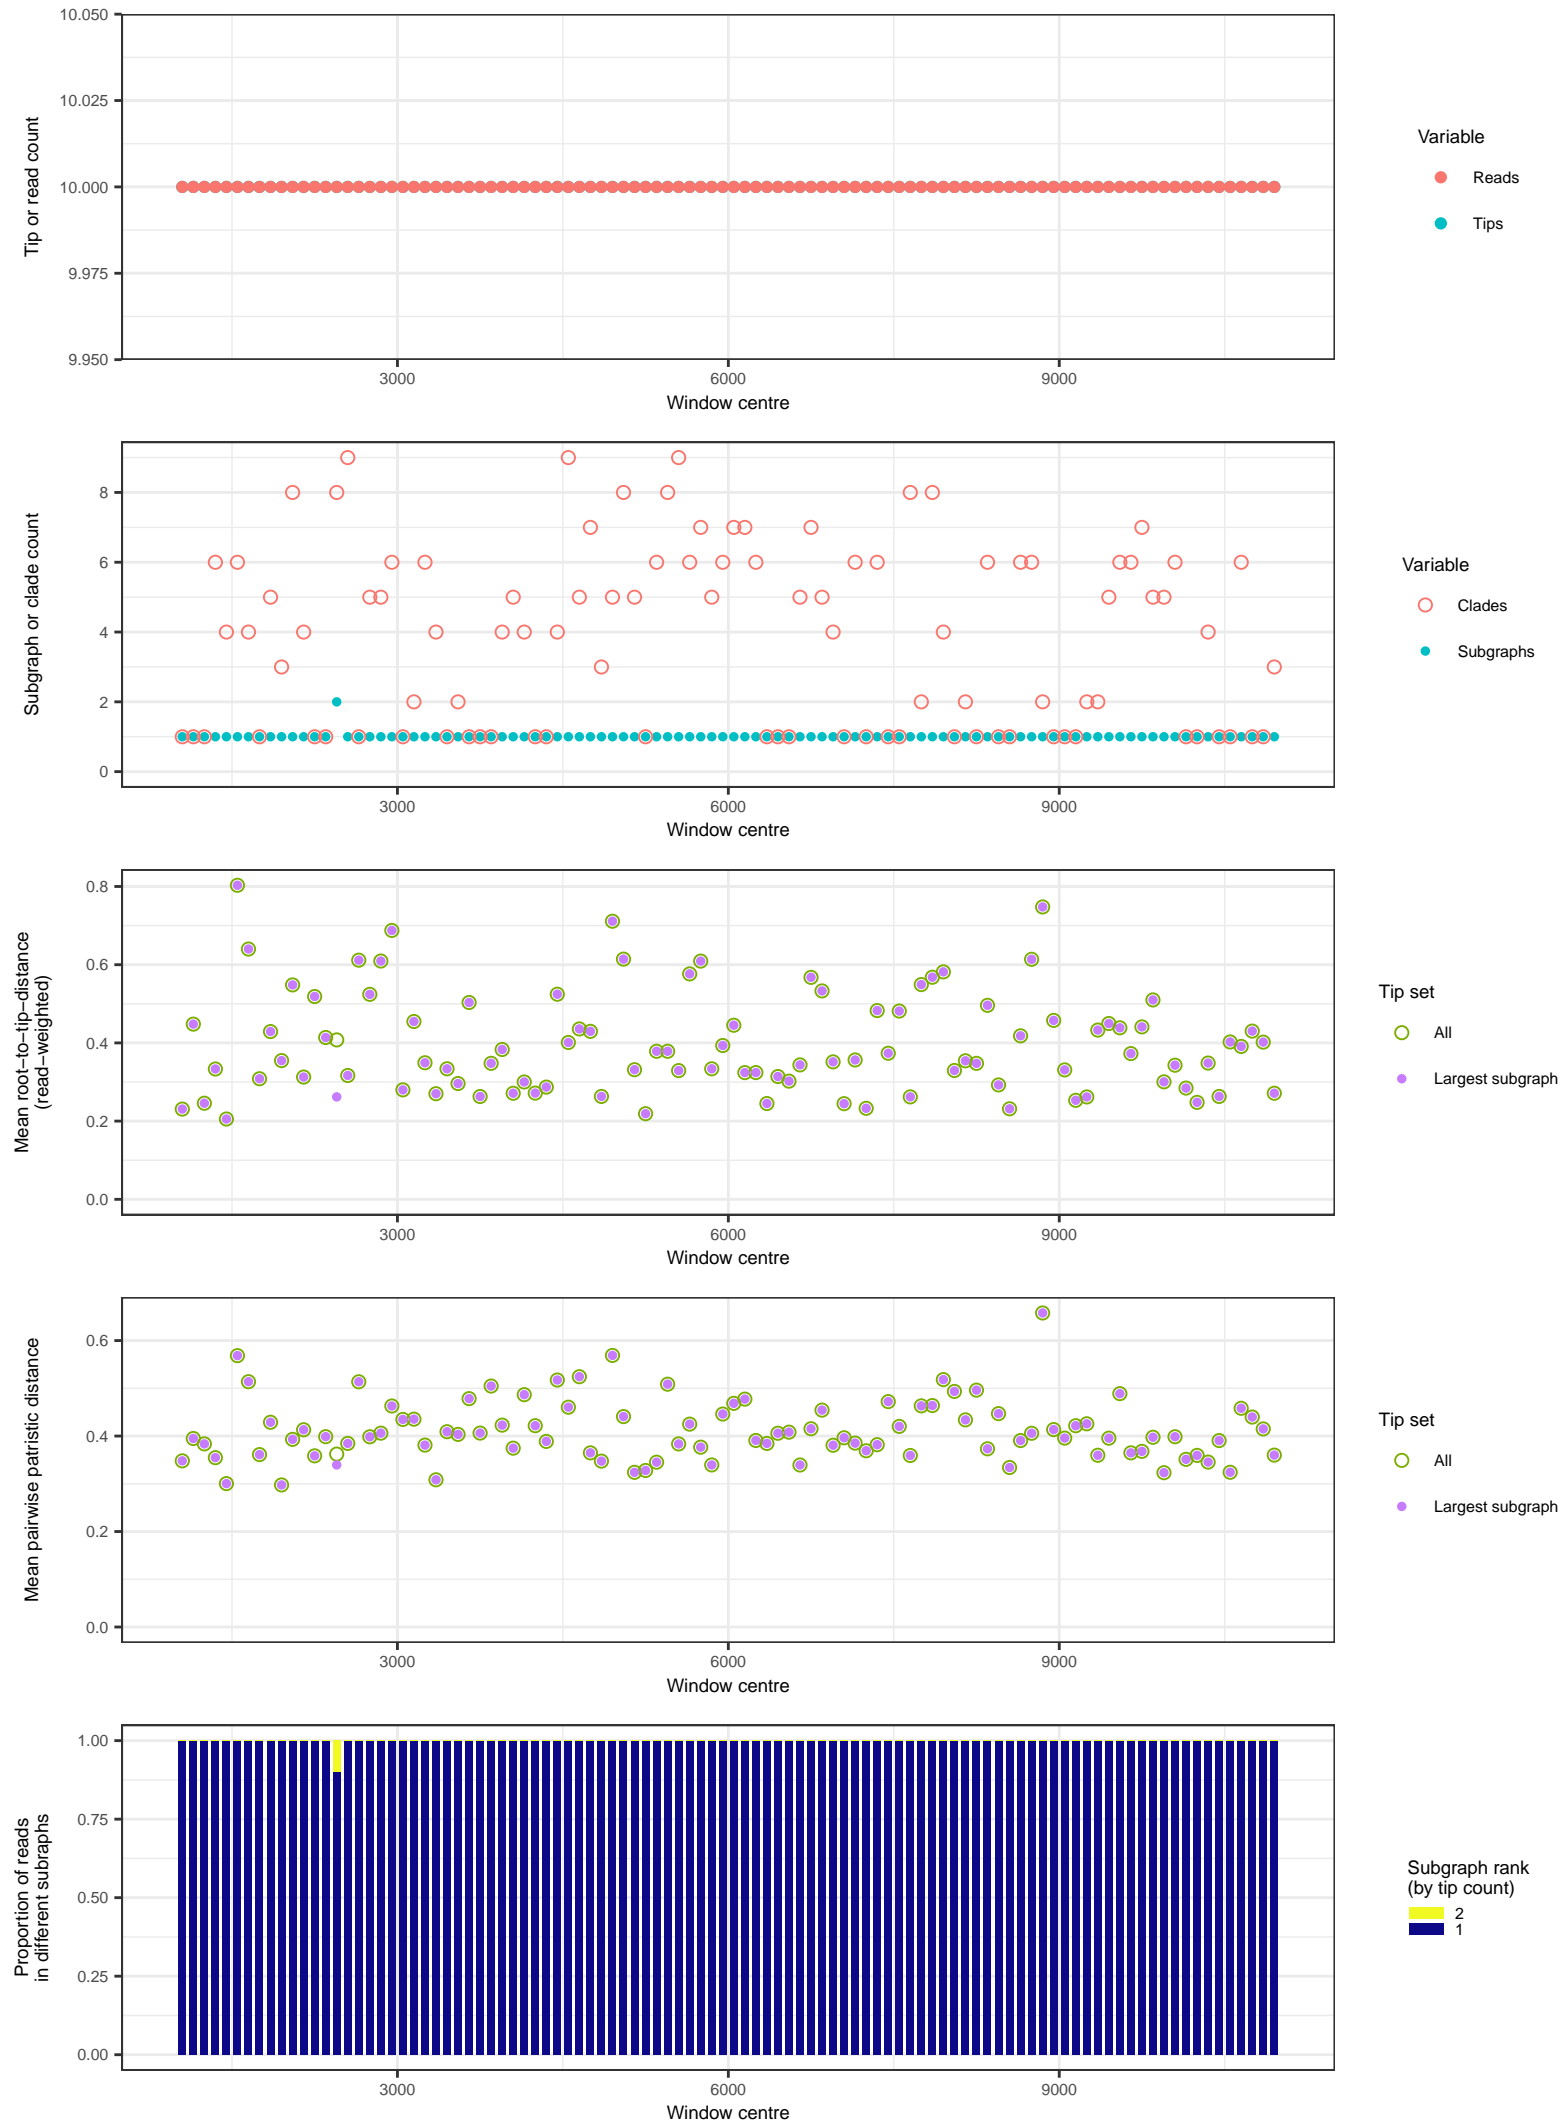 10.050
10.025
10.000
9.975
9.950
Tip or read count
3000 6000 9000
Window centre
Variable
Reads
Tips
8
6
4
2
0
Subgraph or clade count
3000 6000 9000
Window centre
Variable
Clades
Subgraphs
0.8
0.6
0.4
0.2
0.0
Mean root−to−tip−distance
(read−weighted)
3000 6000 9000
Window centre
Tip set
All
Largest subgraph
0.6
0.4
0.2
0.0
Mean pairwise patristic distance
3000 6000 9000
Window centre
Tip set
All
Largest subgraph
1.00
0.75
0.50
0.25
0.00
Proportion of reads
in different subraphs
3000 6000 9000
Window centre
Subgraph rank
(by tip count)
2
1